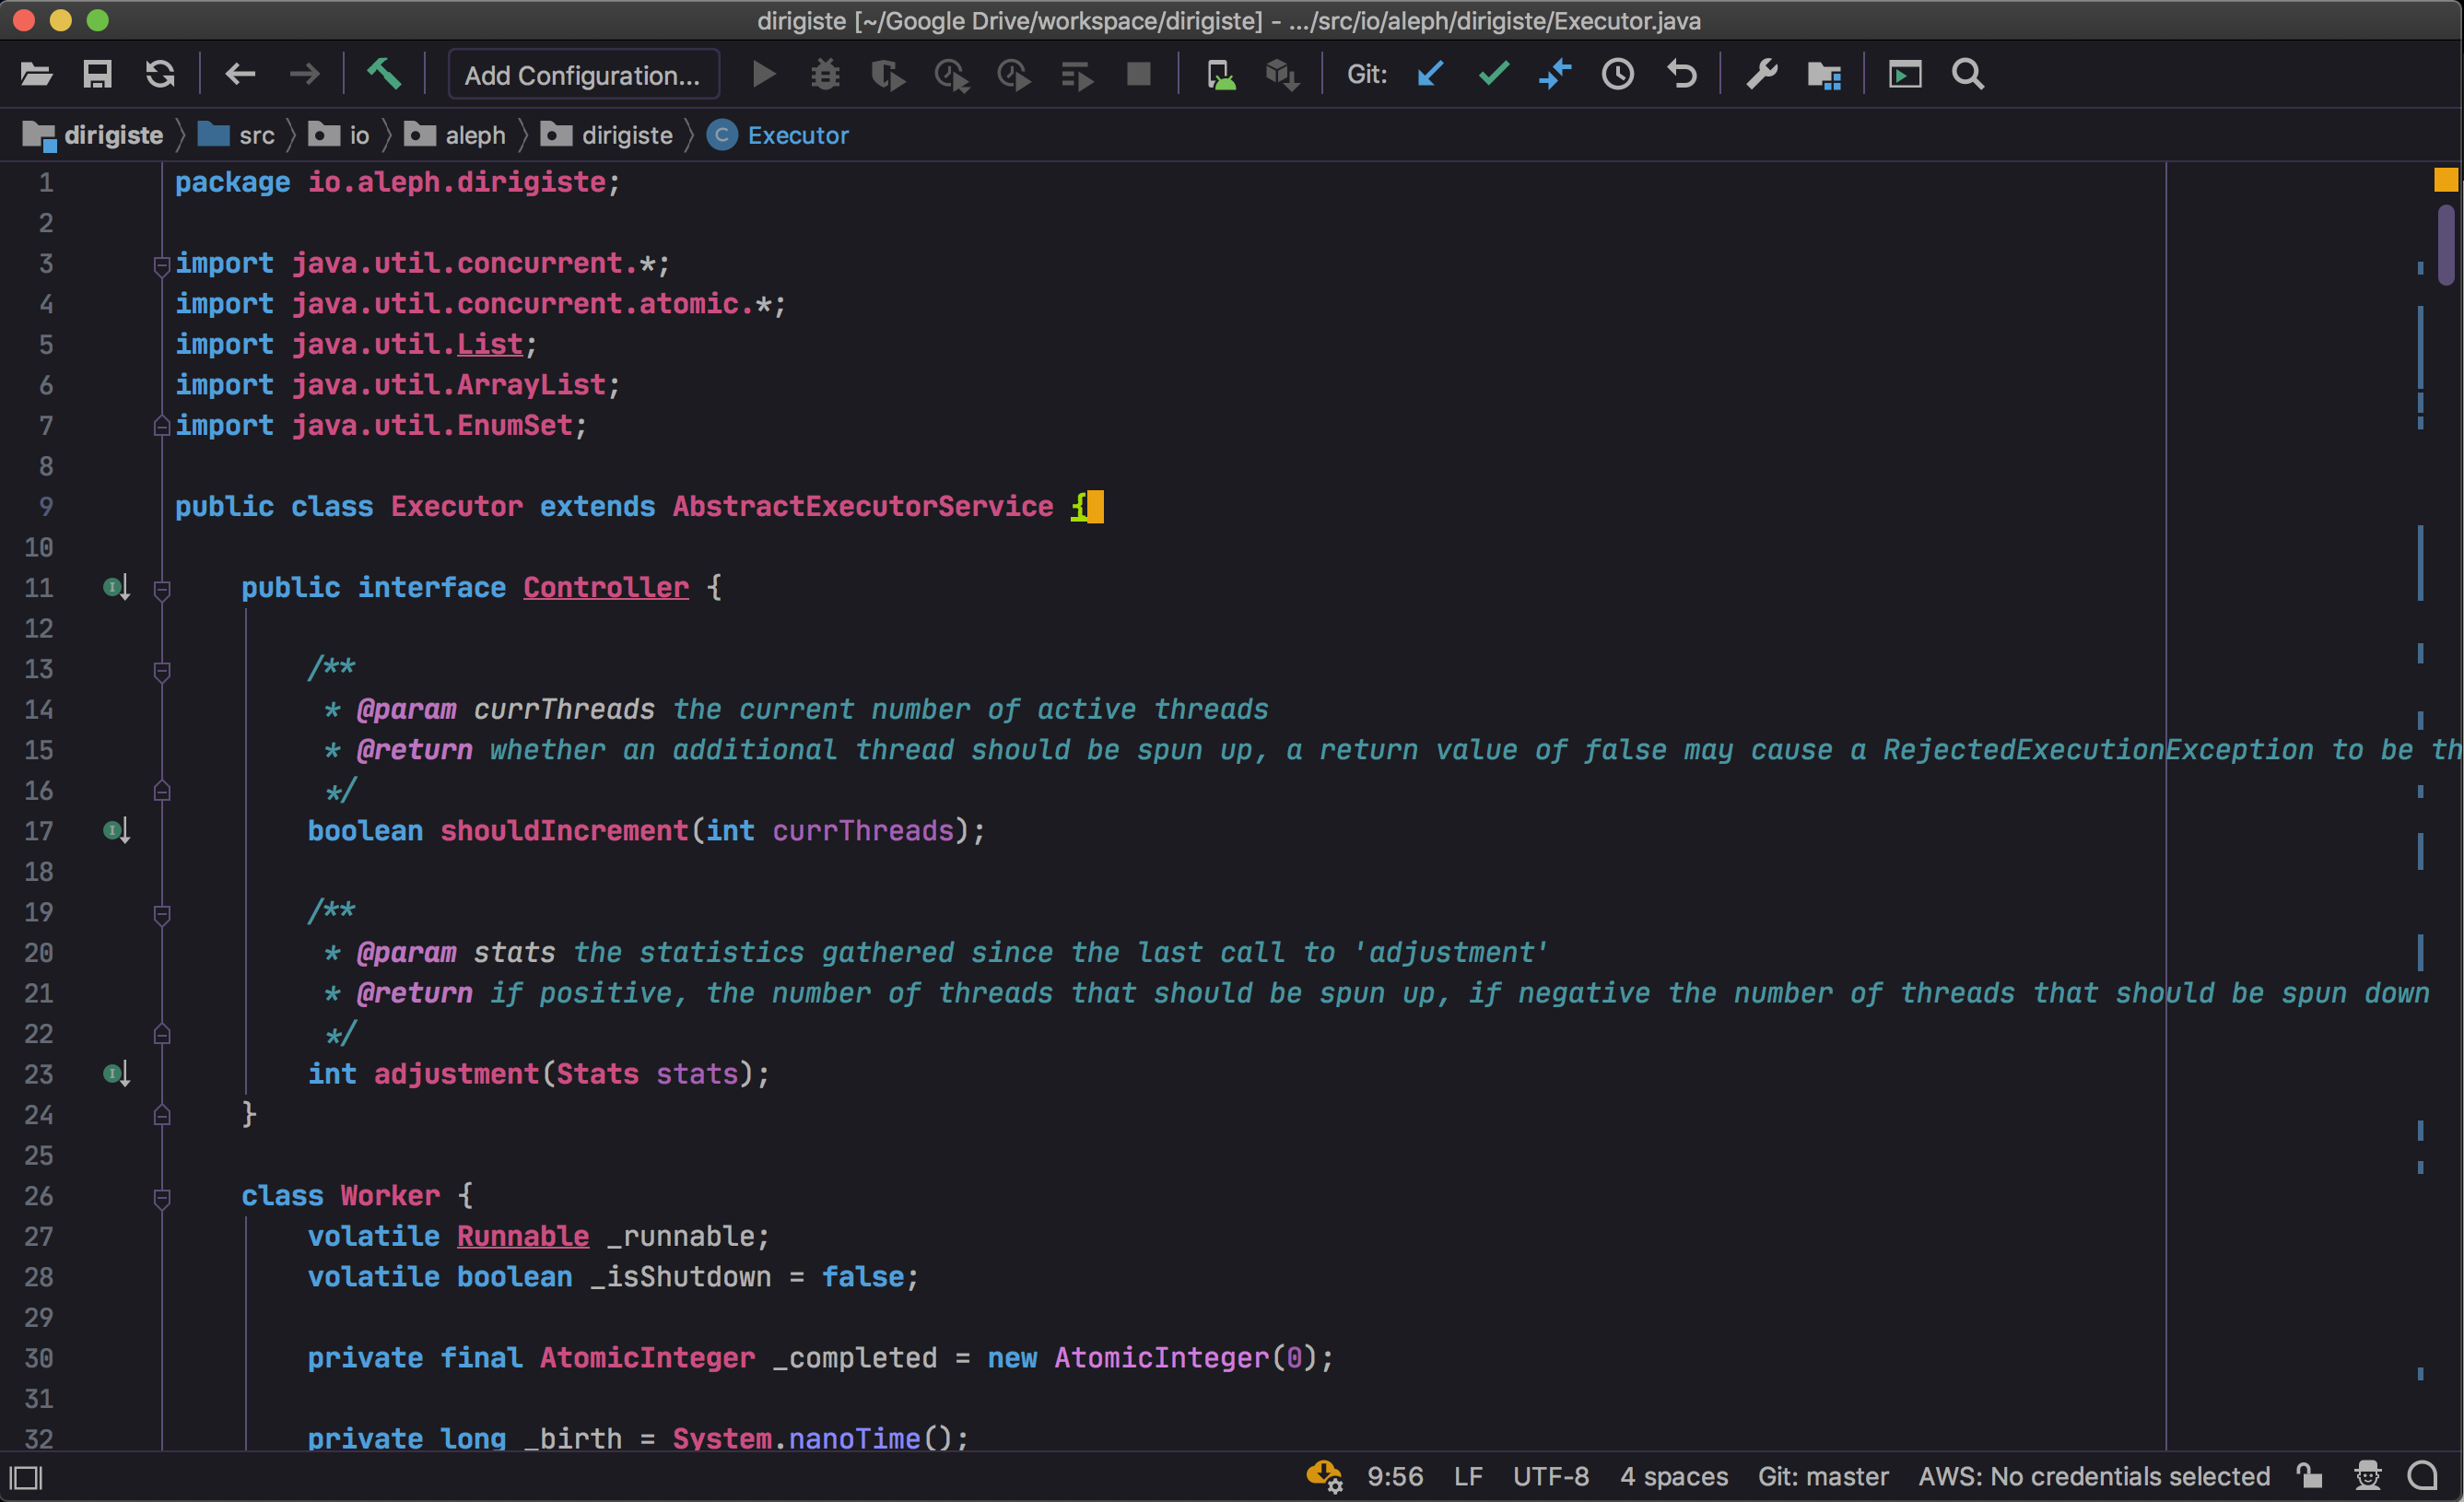 dirigiste [~/Google Drive/workspace/dirigiste] - .../src/io/aleph/dirigiste/Executor.java
Add Configuration... Git:
dirigiste src io aleph dirigiste C Executor
1 package io.aleph.dirigiste;
2
3 import java.util.concurrent.*;
4 import java.util.concurrent.atomic.*;
5 import java.util.List;
6 import java.util.ArrayList;
7 import java.util.EnumSet;
8
9 public class Executor extends AbstractExecutorService {
10
11 public interface Controller {
12
13 /**
14 * @param currThreads the current number of active threads
15 * @return whether an additional thread should be spun up, a return value of false may cause a RejectedExecutionException to be th
16 */
17 boolean shouldIncrement(int currThreads);
18
19 /**
20 * @param stats the statistics gathered since the last call to 'adjustment'
21 * @return if positive, the number of threads that should be spun up, if negative the number of threads that should be spun down
22 */
23 int adjustment(Stats stats);
24 }
25
26 class Worker {
27 volatile Runnable _runnable;
28 volatile boolean _isShutdown = false;
29
30 private final AtomicInteger _completed = new AtomicInteger(0);
31
32 private long _birth = System.nanoTime();
9:56 LF UTF-8 4 spaces Git: master AWS: No credentials selected